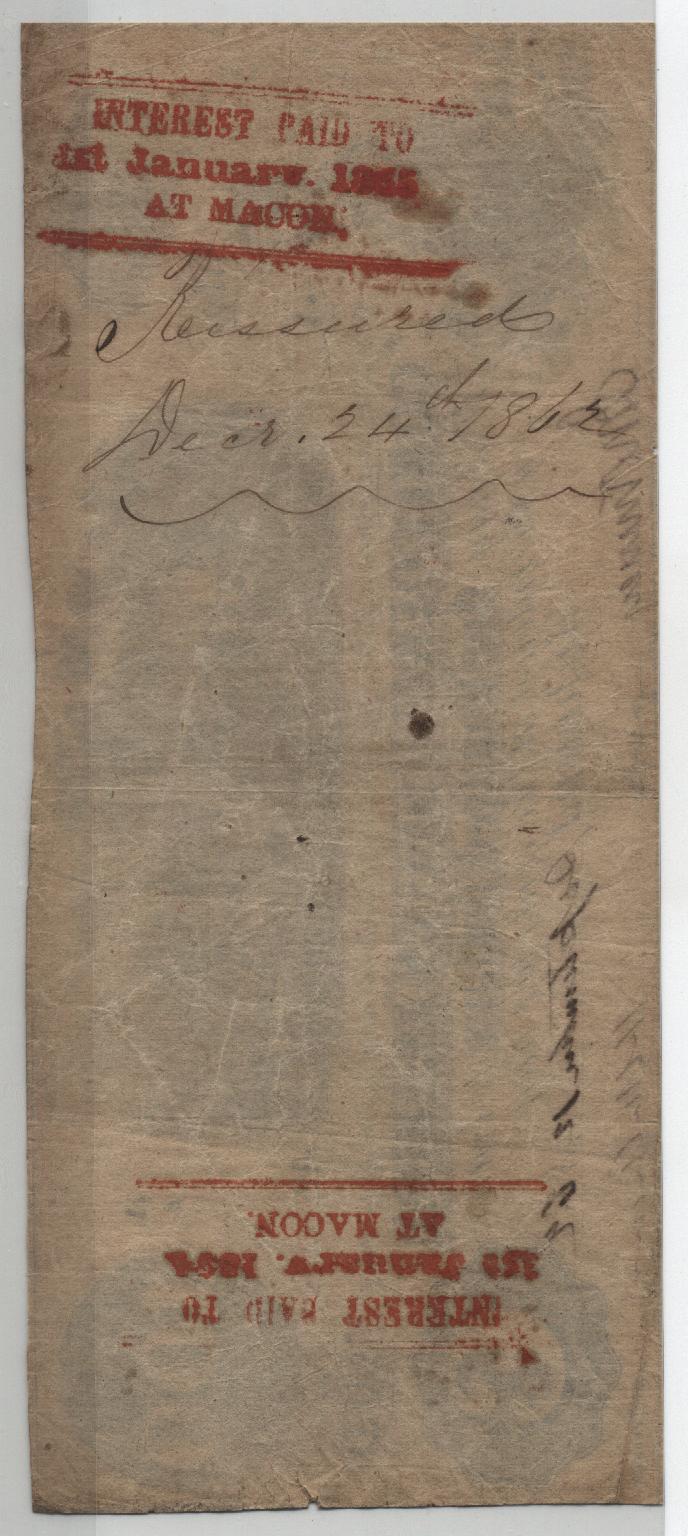 INTEREST PAID TO
1st January. 1865
AT MACON.
Reissued
Decr. 24th 1862
INTEREST PAID TO
1st January. 1864
AT MACON.